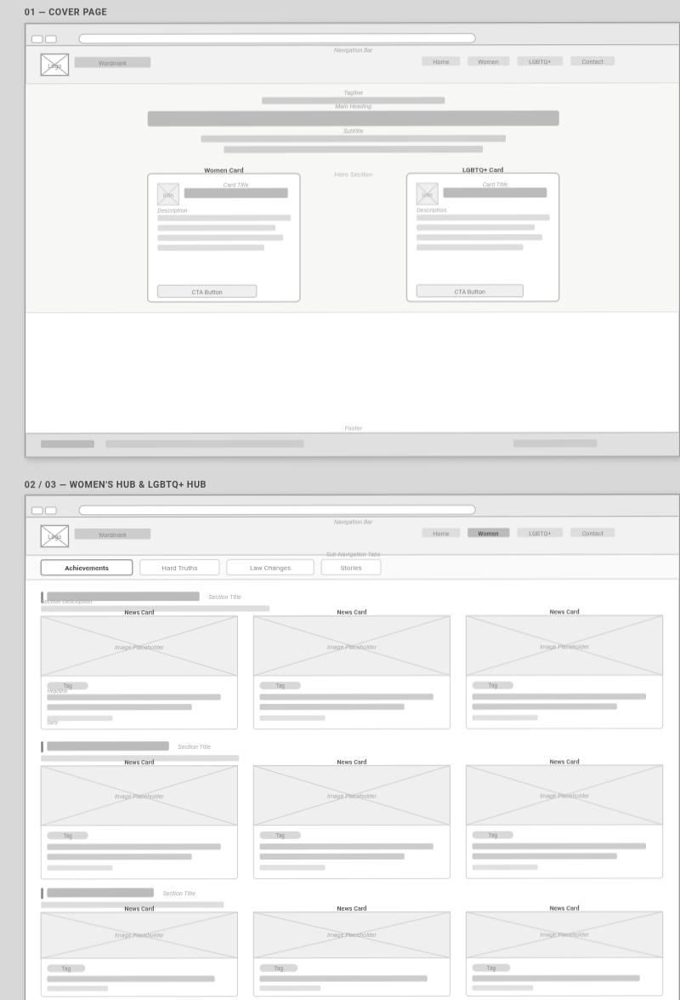 01 — COVER PAGE
Navigation Bar
Logo
Wordmark
Home
Women
LGBTQ+
Contact
Tagline
Main Heading
Subtitle
Hero Section
Women Card
Card Title
Icon
Description
CTA Button
LGBTQ+ Card
Card Title
Icon
Description
CTA Button
Footer
02 / 03 — WOMEN'S HUB & LGBTQ+ HUB
Navigation Bar
Logo
Wordmark
Home
Women
LGBTQ+
Contact
Sub-Navigation Tabs
Achievements
Hard Truths
Law Changes
Stories
Section Title
Section Description
News Card
News Card
News Card
Image Placeholder
Image Placeholder
Image Placeholder
Tag
Tag
Tag
Headline
Date
Section Title
News Card
News Card
News Card
Image Placeholder
Image Placeholder
Image Placeholder
Tag
Tag
Tag
Section Title
News Card
News Card
News Card
Image Placeholder
Image Placeholder
Image Placeholder
Tag
Tag
Tag